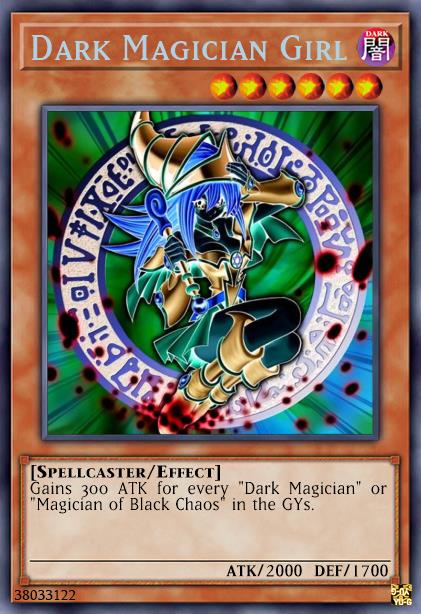 DARK MAGICIAN GIRL
DARK
闇
[SPELLCASTER/EFFECT]
Gains 300 ATK for every "Dark Magician" or
"Magician of Black Chaos" in the GYs.
ATK/2000 DEF/1700
38033122